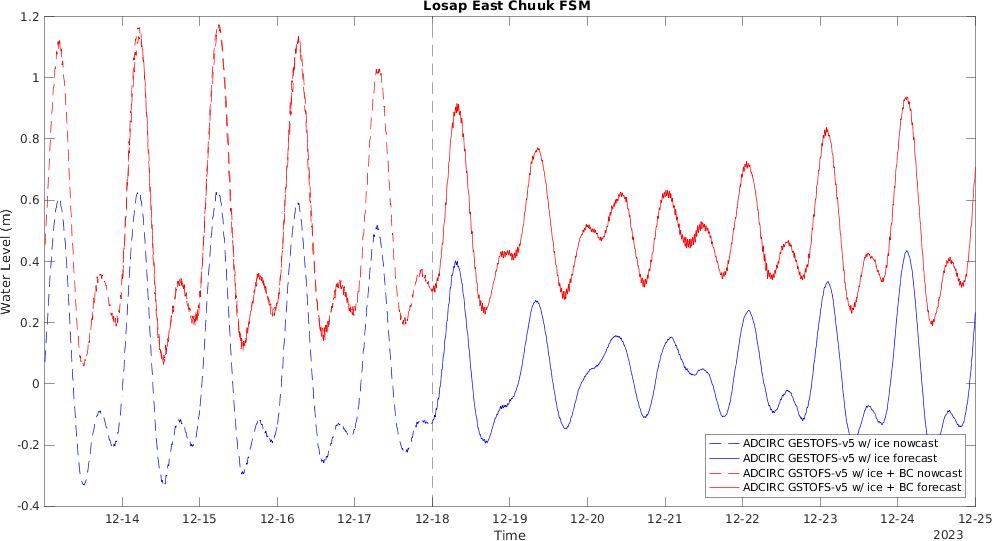 Losap East Chuuk FSM
1.2
1
0.8
0.6
0.4
0.2
0
-0.2
-0.4
Water Level (m)
ADCIRC GESTOFS-v5 w/ ice nowcast
ADCIRC GESTOFS-v5 w/ ice forecast
ADCIRC GSTOFS-v5 w/ ice + BC nowcast
ADCIRC GSTOFS-v5 w/ ice + BC forecast
12-14 12-15 12-16 12-17 12-18 12-19 12-20 12-21 12-22 12-23 12-24 12-25
Time
2023